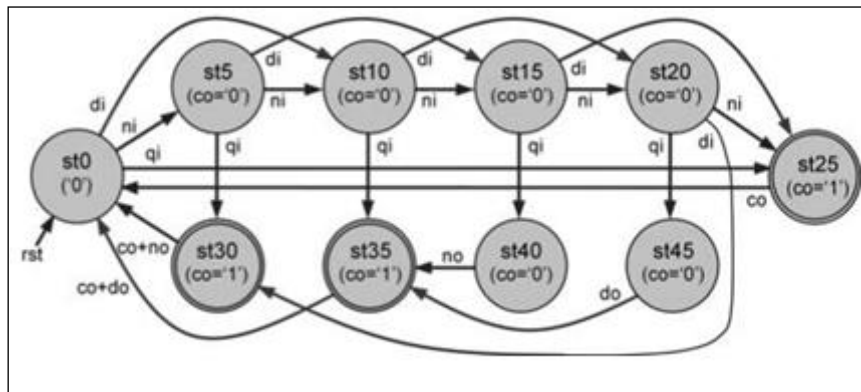 st5
(co='0')
st10
(co='0')
st15
(co='0')
st20
(co='0')
di
di
di
di
ni
ni
ni
ni
ni
di
qi
qi
qi
qi
qi
st0
('0')
st25
(co='1')
co
rst
co+no
co+do
st30
(co='1')
st35
(co='1')
no
st40
(co='0')
do
st45
(co='0')